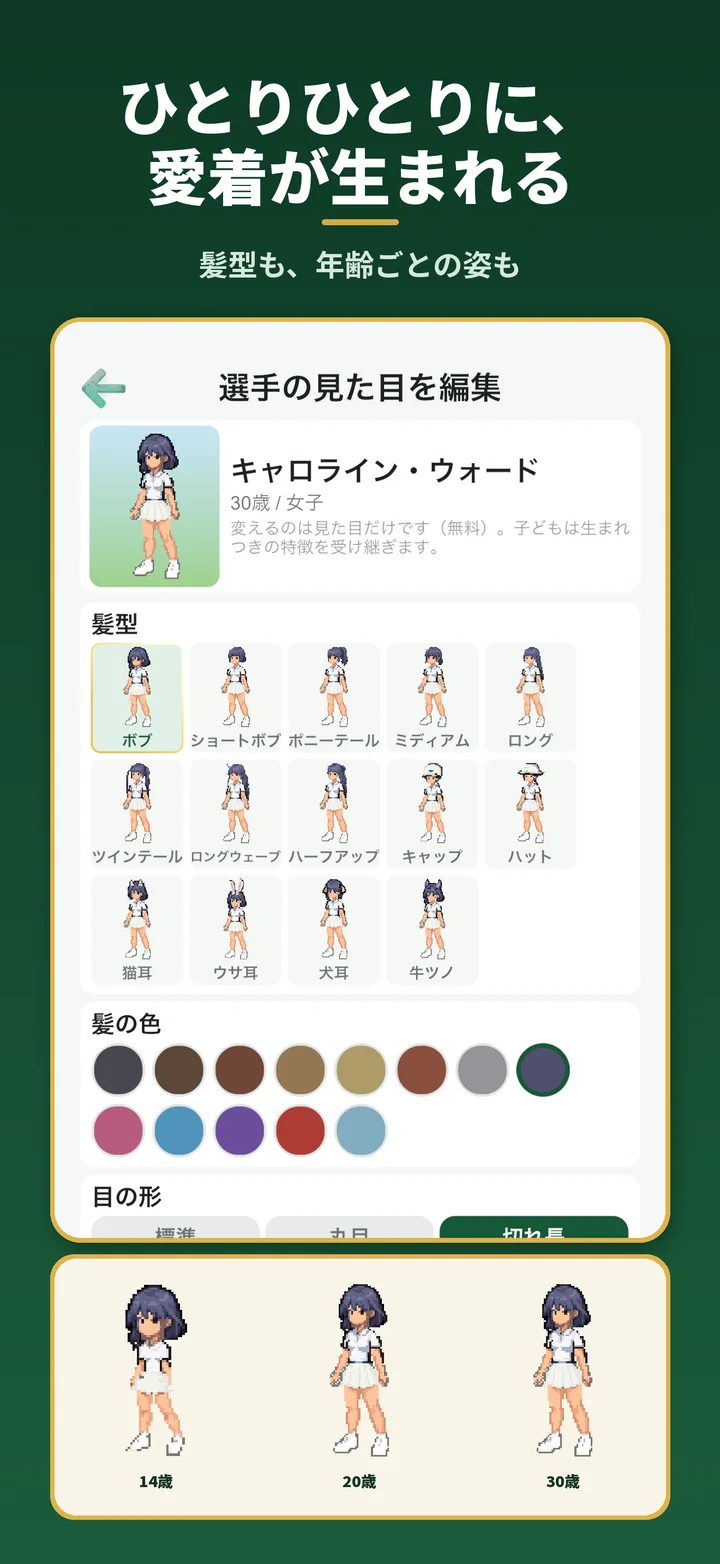 ひとりひとりに、
愛着が生まれる
髪型も、年齢ごとの姿も
選手の見た目を編集
キャロライン・ウォード
30歳 / 女子
変えるのは見た目だけです（無料）。子どもは生まれ
つきの特徴を受け継ぎます。
髪型
ボブ ショートボブ ポニーテール ミディアム ロング
ツインテール ロングウェーブ ハーフアップ キャップ ハット
猫耳 ウサ耳 犬耳 牛ツノ
髪の色
目の形
標準 丸目 切れ長
14歳 20歳 30歳